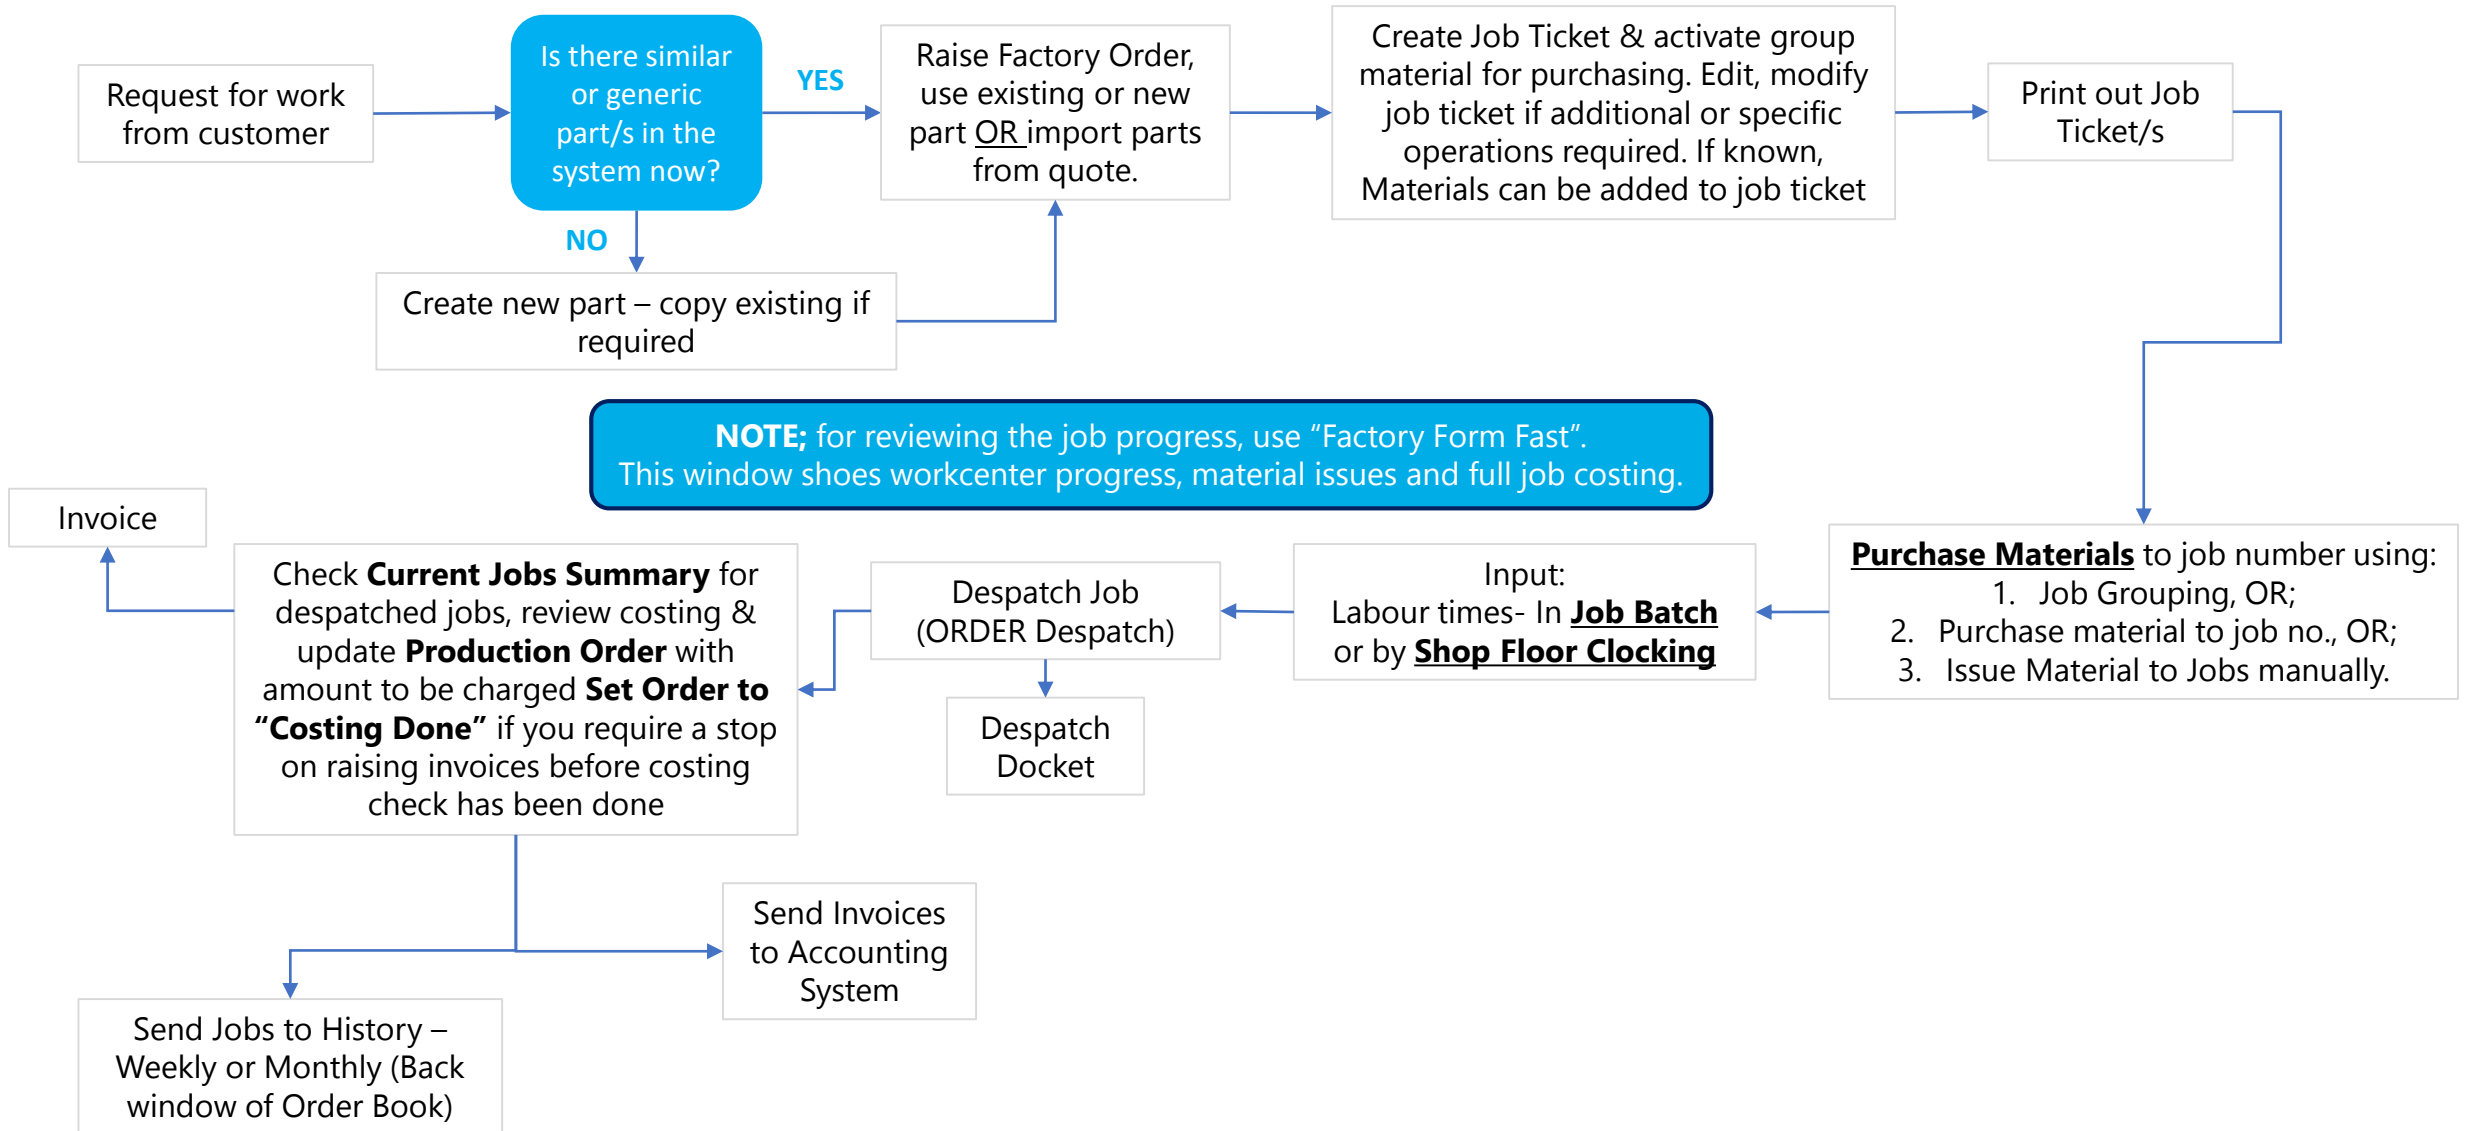 Request for work
from customer
Is there similar
or generic
part/s in the
system now?
YES
NO
Raise Factory Order,
use existing or new
part OR import parts
from quote.
Create new part – copy existing if
required
Create Job Ticket & activate group
material for purchasing. Edit, modify
job ticket if additional or specific
operations required. If known,
Materials can be added to job ticket
Print out Job
Ticket/s
NOTE; for reviewing the job progress, use “Factory Form Fast”.
This window shoes workcenter progress, material issues and full job costing.
Purchase Materials to job number using:
1. Job Grouping, OR;
2. Purchase material to job no., OR;
3. Issue Material to Jobs manually.
Input:
Labour times- In Job Batch
or by Shop Floor Clocking
Despatch Job
(ORDER Despatch)
Despatch
Docket
Check Current Jobs Summary for
despatched jobs, review costing &
update Production Order with
amount to be charged Set Order to
“Costing Done” if you require a stop
on raising invoices before costing
check has been done
Invoice
Send Invoices
to Accounting
System
Send Jobs to History –
Weekly or Monthly (Back
window of Order Book)